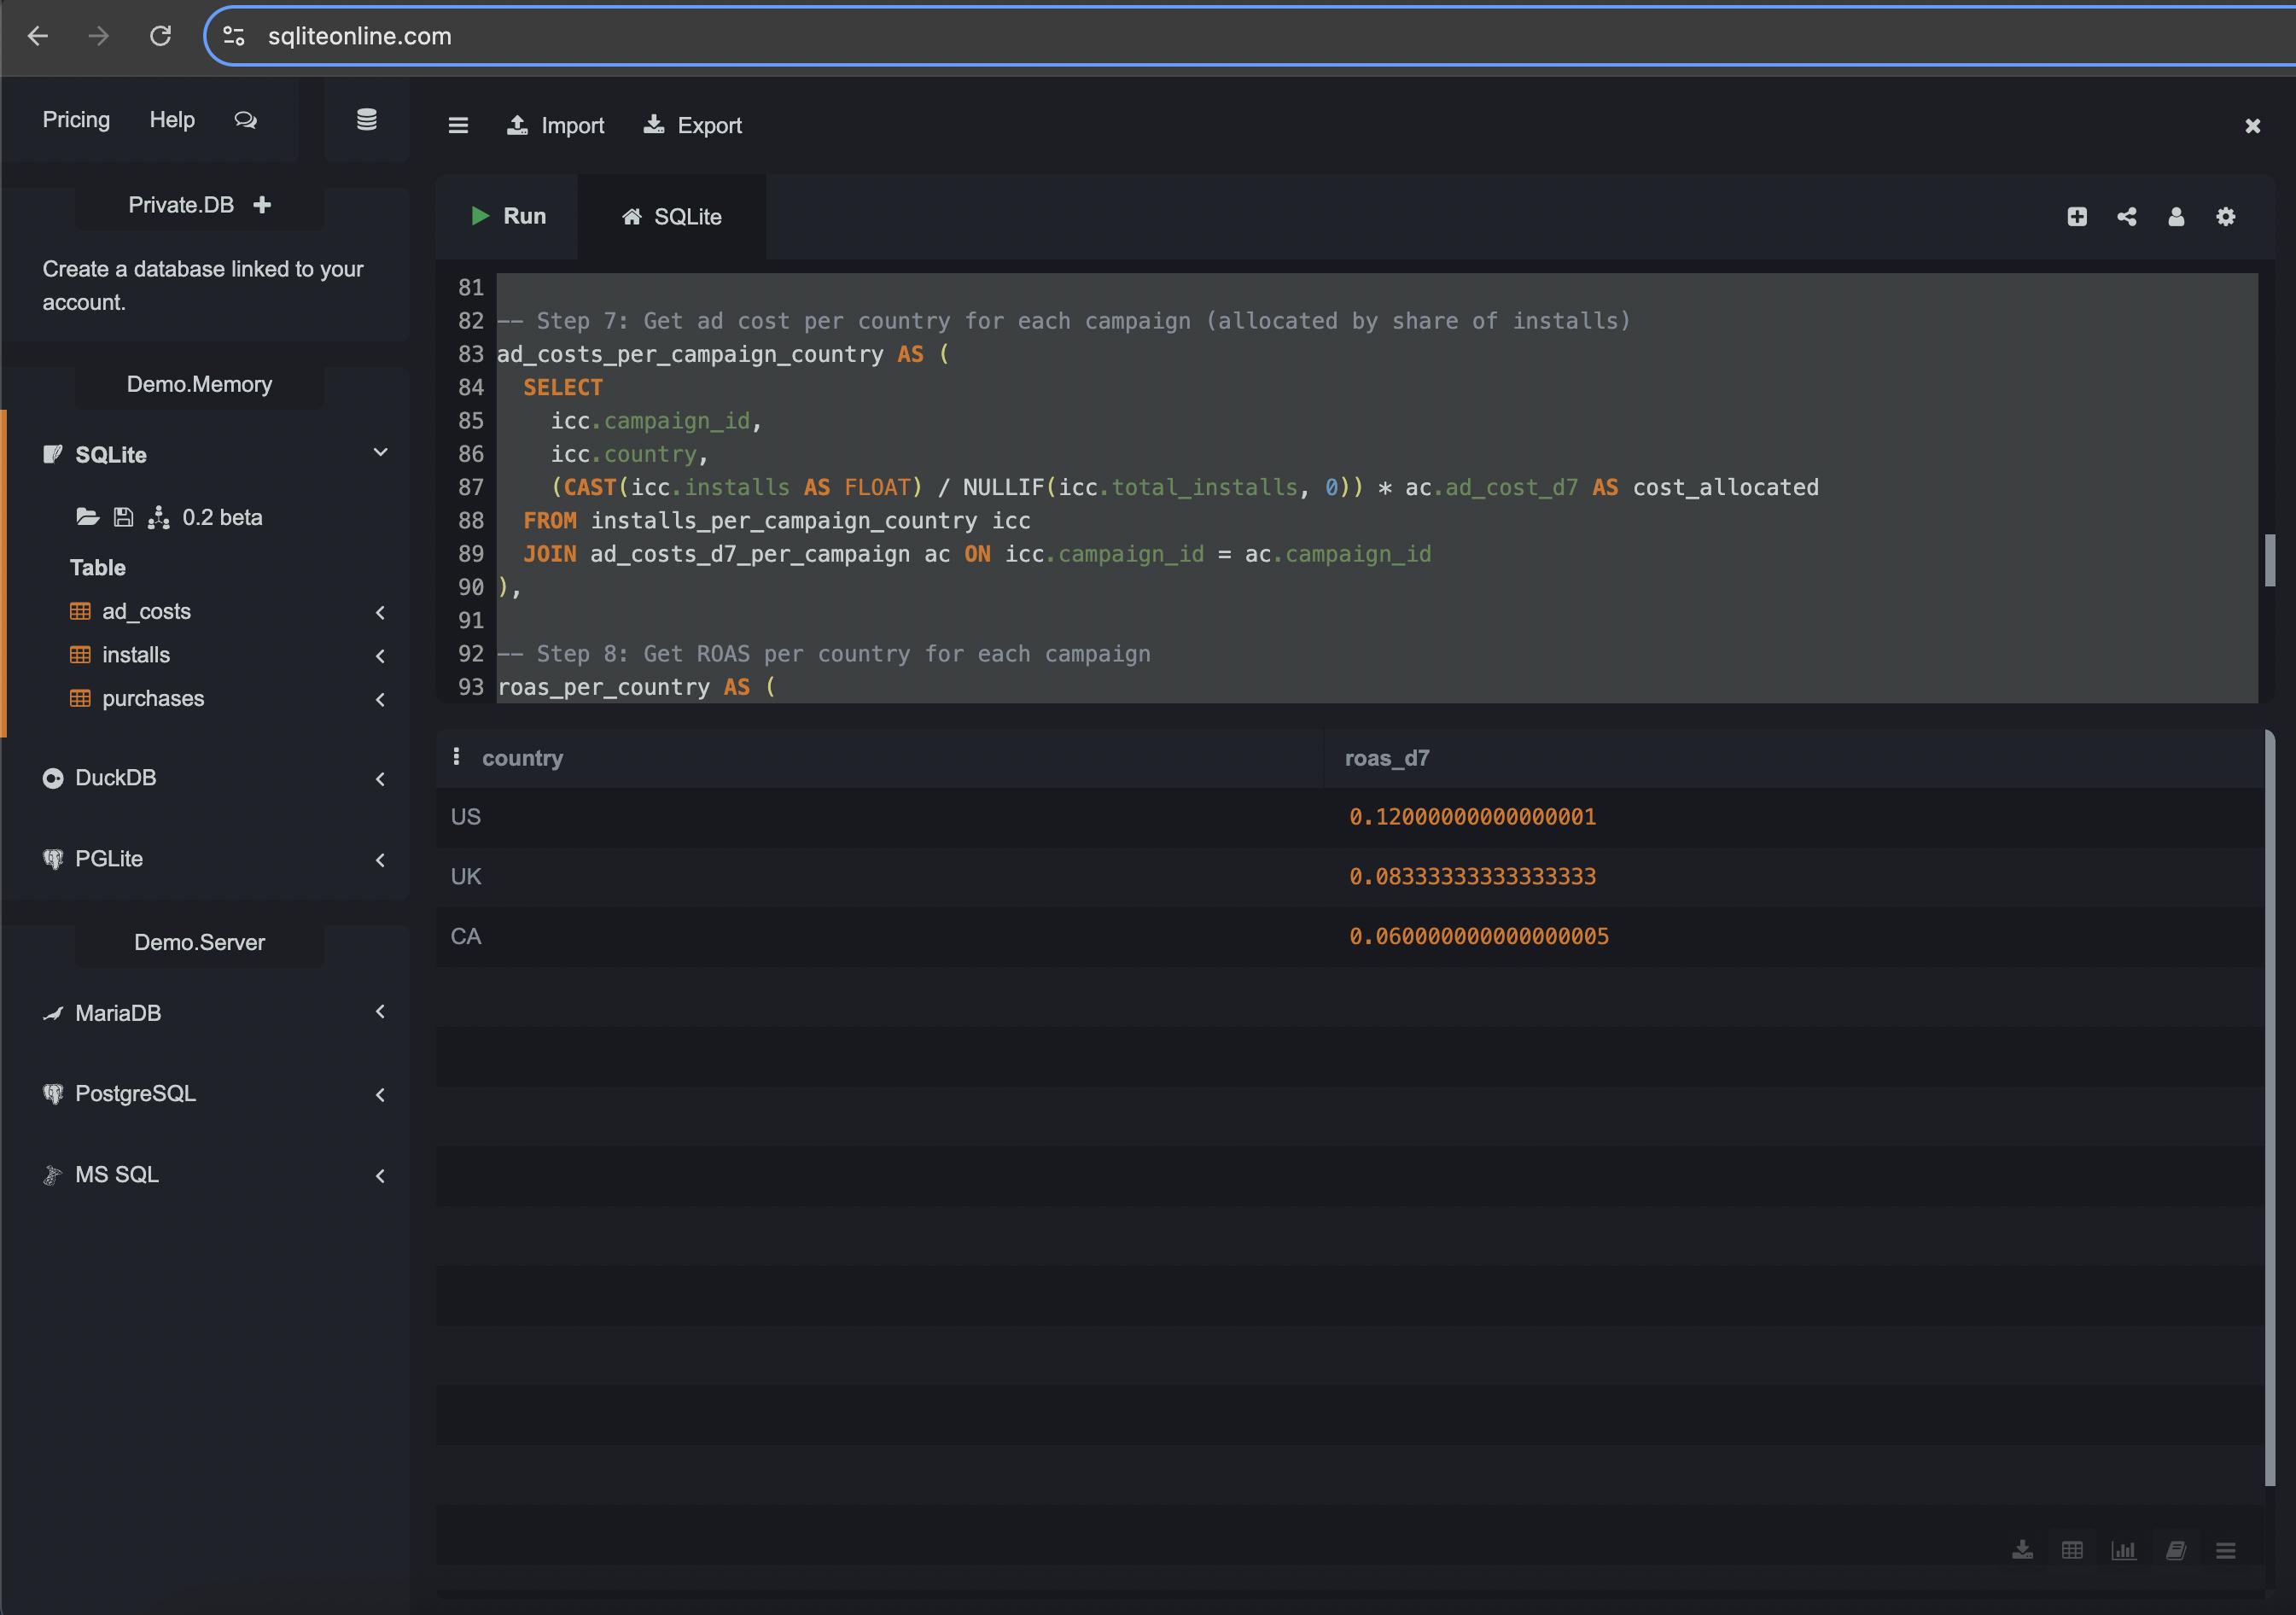 sqliteonline.com
Pricing Help
Import Export
Private.DB
Create a database linked to your
account.
Demo.Memory
SQLite
0.2 beta
Table
ad_costs
installs
purchases
DuckDB
PGLite
Demo.Server
MariaDB
PostgreSQL
MS SQL
Run SQLite
81
82 -- Step 7: Get ad cost per country for each campaign (allocated by share of installs)
83 ad_costs_per_campaign_country AS (
84 SELECT
85 icc.campaign_id,
86 icc.country,
87 (CAST(icc.installs AS FLOAT) / NULLIF(icc.total_installs, 0)) * ac.ad_cost_d7 AS cost_allocated
88 FROM installs_per_campaign_country icc
89 JOIN ad_costs_d7_per_campaign ac ON icc.campaign_id = ac.campaign_id
90 ),
91
92 -- Step 8: Get ROAS per country for each campaign
93 roas_per_country AS (
country roas_d7
US 0.12000000000000001
UK 0.08333333333333333
CA 0.060000000000000005